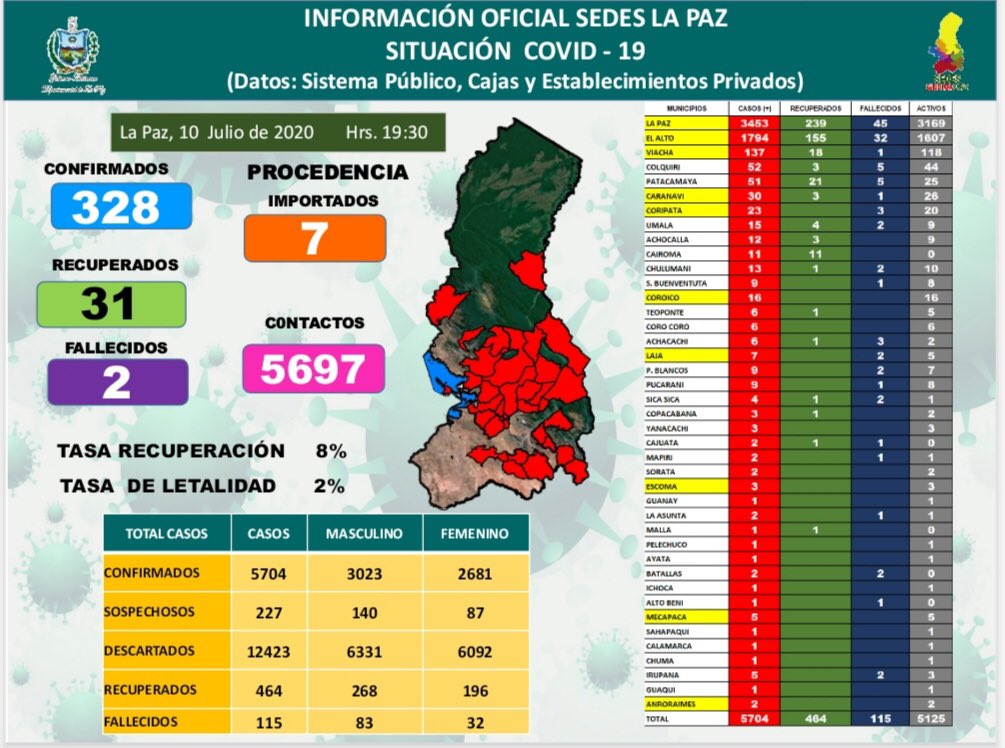 INFORMACIÓN OFICIAL SEDES LA PAZ
SITUACIÓN COVID - 19
(Datos: Sistema Público, Cajas y Establecimientos Privados)
SEDES
La Paz, 10 Julio de 2020 Hrs. 19:30
CONFIRMADOS
328
RECUPERADOS
31
FALLECIDOS
2
PROCEDENCIA
IMPORTADOS
7
CONTACTOS
5697
TASA RECUPERACIÓN 8%
TASA DE LETALIDAD 2%
TOTAL CASOS CASOS MASCULINO FEMENINO
CONFIRMADOS 5704 3023 2681
SOSPECHOSOS 227 140 87
DESCARTADOS 12423 6331 6092
RECUPERADOS 464 268 196
FALLECIDOS 115 83 32
MUNICIPIOS CASOS (+) RECUPERADOS FALLECIDOS ACTIVOS
LA PAZ 3453 239 45 3169
EL ALTO 1794 155 32 1607
VIACHA 137 18 1 118
COLQUIRI 52 3 5 44
PATACAMAYA 51 21 5 25
CARANAVI 30 3 1 26
CORIPATA 23 3 20
UMALA 15 4 2 9
ACHOCALLA 12 3 9
CAIROMA 11 11 0
CHULUMANI 13 1 2 10
S. BUENVENTUTA 9 1 8
COROICO 16 16
TEOPONTE 6 1 5
CORO CORO 6 6
ACHACACHI 6 1 3 2
LAJA 7 2 5
P. BLANCOS 9 2 7
PUCARANI 9 1 8
SICA SICA 4 1 2 1
COPACABANA 3 1 2
YANACACHI 3 3
CAJUATA 2 1 1 0
MAPIRI 2 1 1
SORATA 2 2
ESCOMA 3 3
GUANAY 1 1
LA ASUNTA 2 1 1
MALLA 1 1 0
PELECHUCO 1 1
AYATA 1 1
BATALLAS 2 2 0
ICHOCA 1 1
ALTO BENI 1 1 0
MECAPACA 5 5
SAHAPAQUI 1 1
CALAMARCA 1 1
CHUMA 1 1
IRUPANA 5 2 3
GUAQUI 1 1
ANRORAIMES 2 2
TOTAL 5704 464 115 5125